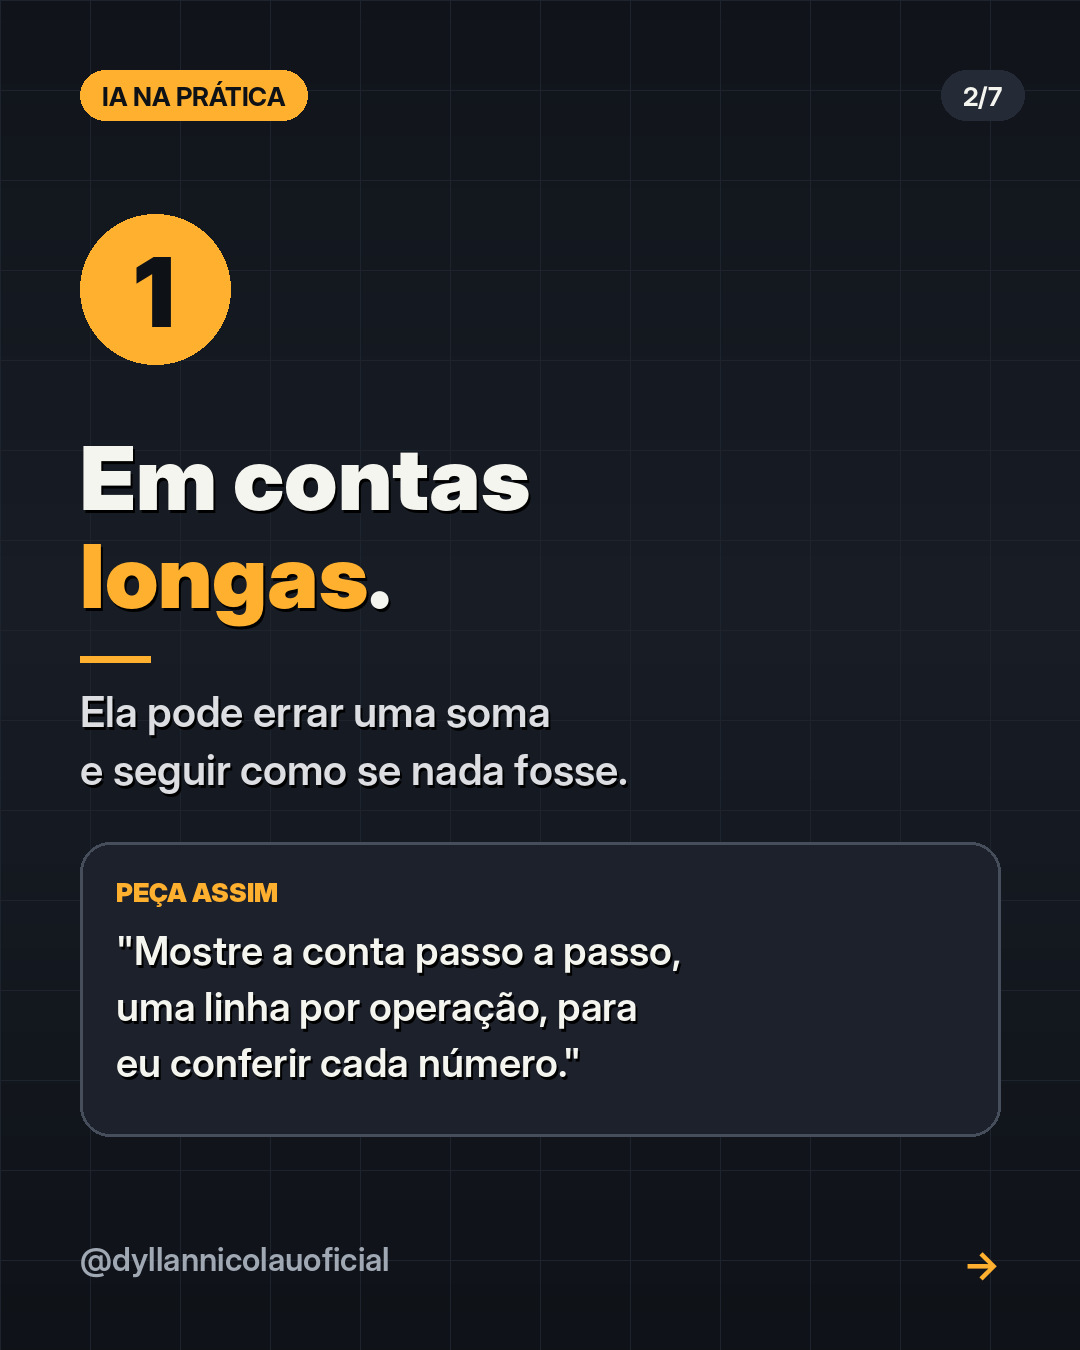 IA NA PRÁTICA
2/7
1
Em contas
longas.
Ela pode errar uma soma
e seguir como se nada fosse.
PEÇA ASSIM
"Mostre a conta passo a passo,
uma linha por operação, para
eu conferir cada número."
@dyllannicolauoficial
→